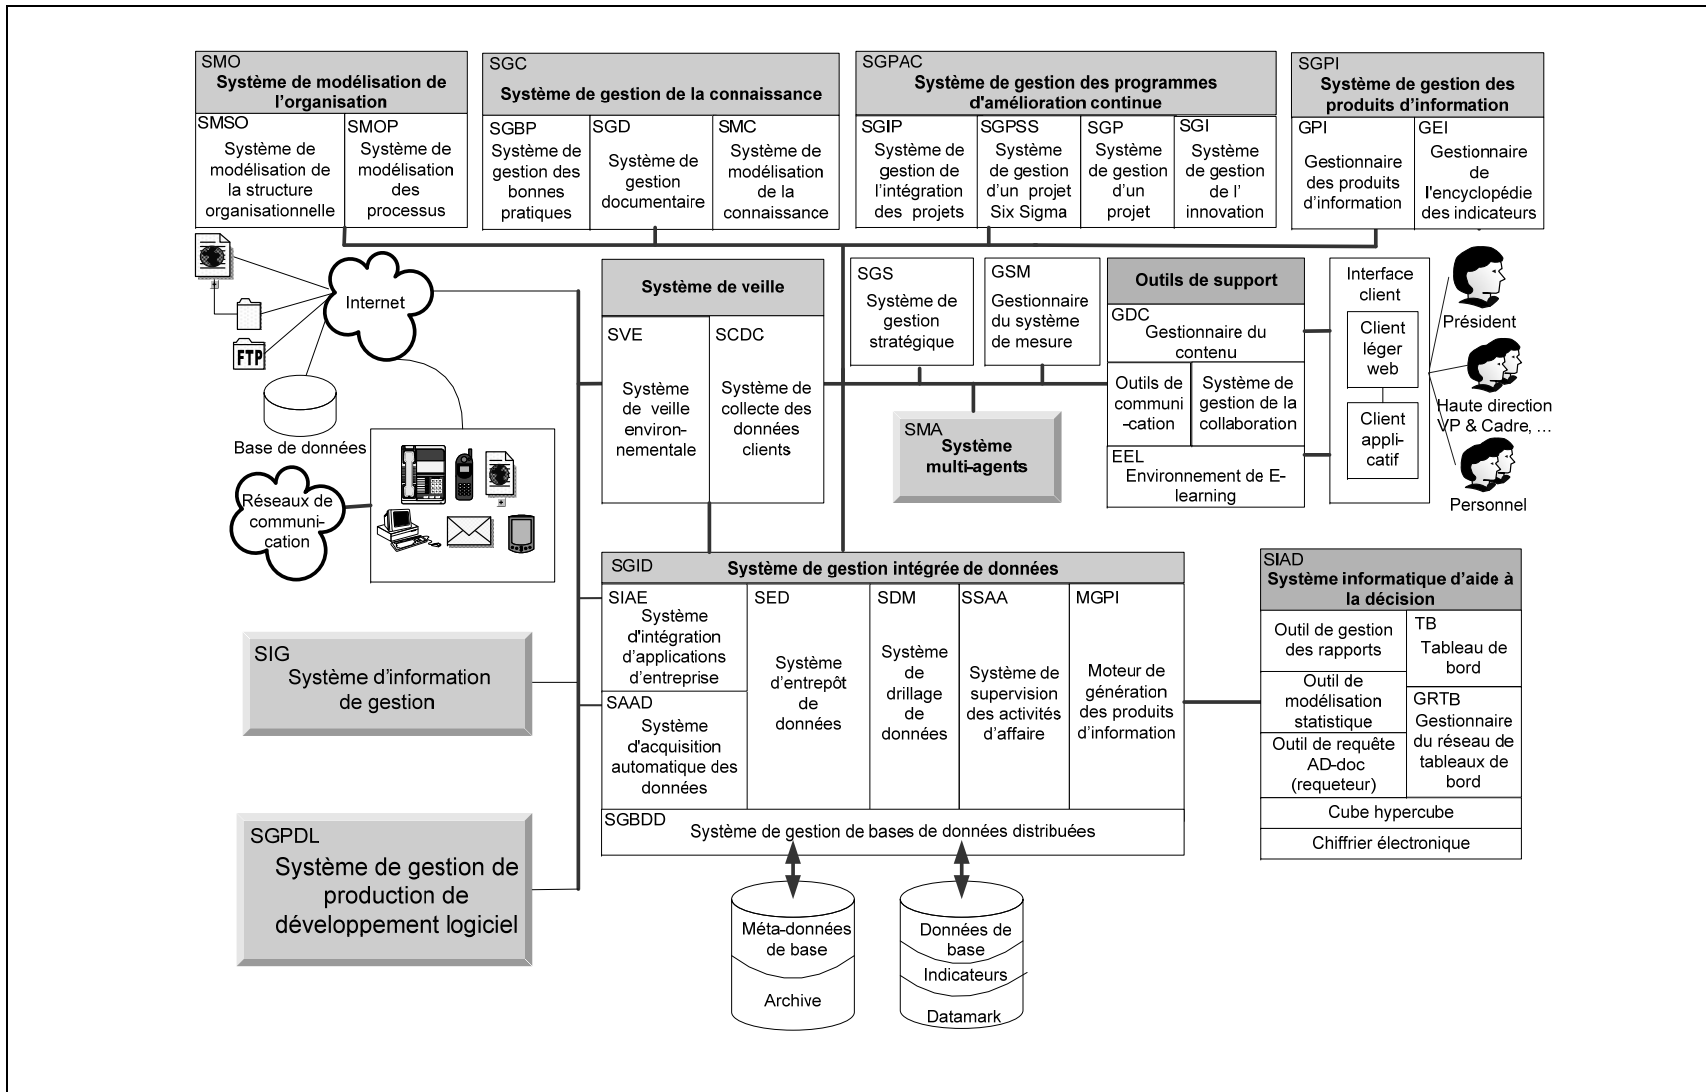 SMO
Système de modélisation de
l'organisation
SMSO
Système de
modélisation de
la structure
organisationnelle
SMOP
Système de
modélisation
des
processus
SGC
Système de gestion de la connaissance
SGBP
Système de
gestion des
bonnes
pratiques
SGD
Système de
gestion
documentaire
SMC
Système de
modélisation
de la
connaissance
SGPAC
Système de gestion des programmes
d'amélioration continue
SGIP
Système de
gestion de
l'intégration
des projets
SGPSS
Système
de gestion
d'un projet
Six Sigma
SGP
Système
de gestion
d'un
projet
SGI
Système
de gestion
de l'
innovation
SGPI
Système de gestion des
produits d'information
GPI
Gestionnaire
des produits
d'information
GEI
Gestionnaire
de
l'encyclopédie
des indicateurs
Internet
FTP
Base de données
Réseaux de
communi-
cation
Système de veille
SVE
Système
de veille
environ-
nementale
SCDC
Système de
collecte des
données
clients
SGS
Système de
gestion
stratégique
GSM
Gestionnaire
du système
de mesure
SMA
Système
multi-agents
Outils de support
GDC
Gestionnaire du
contenu
Outils de
communi
-cation
Système de
gestion de la
collaboration
EEL
Environnement de E-
learning
Interface
client
Client
léger
web
Client
appli-
catif
Président
Haute direction
VP & Cadre, ...
Personnel
SIG
Système d'information
de gestion
SGPDL
Système de gestion de
production de
développement logiciel
SGID
Système de gestion intégrée de données
SIAE
Système
d'intégration
d'applications
d'entreprise
SAAD
Système
d'acquisition
automatique des
données
SED
Système
d'entrepôt
de
données
SDM
Système
de
drillage
de
données
SSAA
Système de
supervision
des activités
d'affaire
MGPI
Moteur de
génération
des produits
d'information
SGBDD
Système de gestion de bases de données distribuées
Méta-données
de base
Archive
Données de
base
Indicateurs
Datamark
SIAD
Système informatique d'aide à
la décision
Outil de gestion
des rapports
Outil de
modélisation
statistique
Outil de requête
AD-doc
(requeteur)
TB
Tableau de
bord
GRTB
Gestionnaire
du réseau de
tableaux de
bord
Cube hypercube
Chiffrier électronique